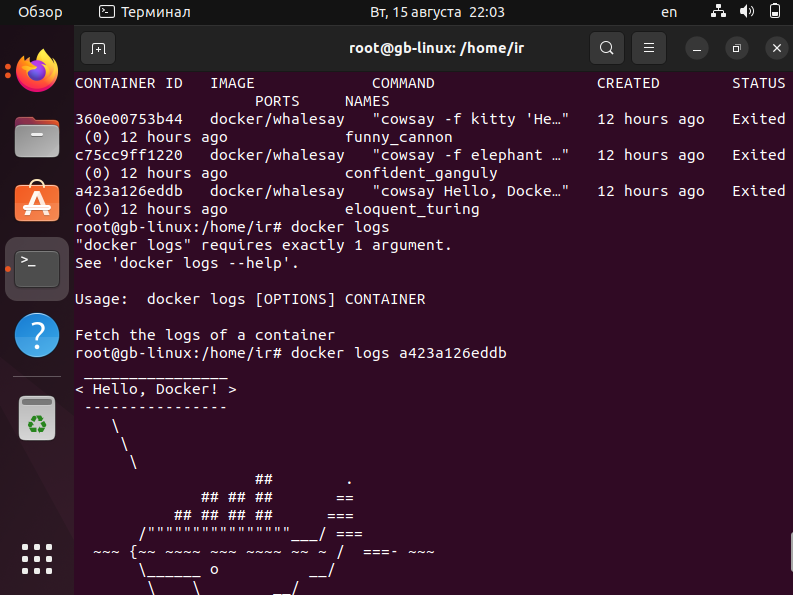 Обзор Терминал Вт, 15 августа 22:03 en
root@gb-linux: /home/ir
CONTAINER ID   IMAGE             COMMAND                  CREATED        STATUS
                    PORTS     NAMES
360e00753b44   docker/whalesay   "cowsay -f kitty 'He…"   12 hours ago   Exited
 (0) 12 hours ago             funny_cannon
c75cc9ff1220   docker/whalesay   "cowsay -f elephant …"   12 hours ago   Exited
 (0) 12 hours ago             confident_ganguly
a423a126eddb   docker/whalesay   "cowsay Hello, Docke…"   12 hours ago   Exited
 (0) 12 hours ago             eloquent_turing
root@gb-linux:/home/ir# docker logs
"docker logs" requires exactly 1 argument.
See 'docker logs --help'.
Usage:  docker logs [OPTIONS] CONTAINER
Fetch the logs of a container
root@gb-linux:/home/ir# docker logs a423a126eddb
 ________________
< Hello, Docker! >
 ----------------
    \
     \
      \
                    ##        .
              ## ## ##       ==
           ## ## ## ##      ===
       /""""""""""""""""___/ ===
  ~~~ {~~ ~~~~ ~~~ ~~~~ ~~ ~ /  ===- ~~~
       \______ o          __/
        \    \        __/